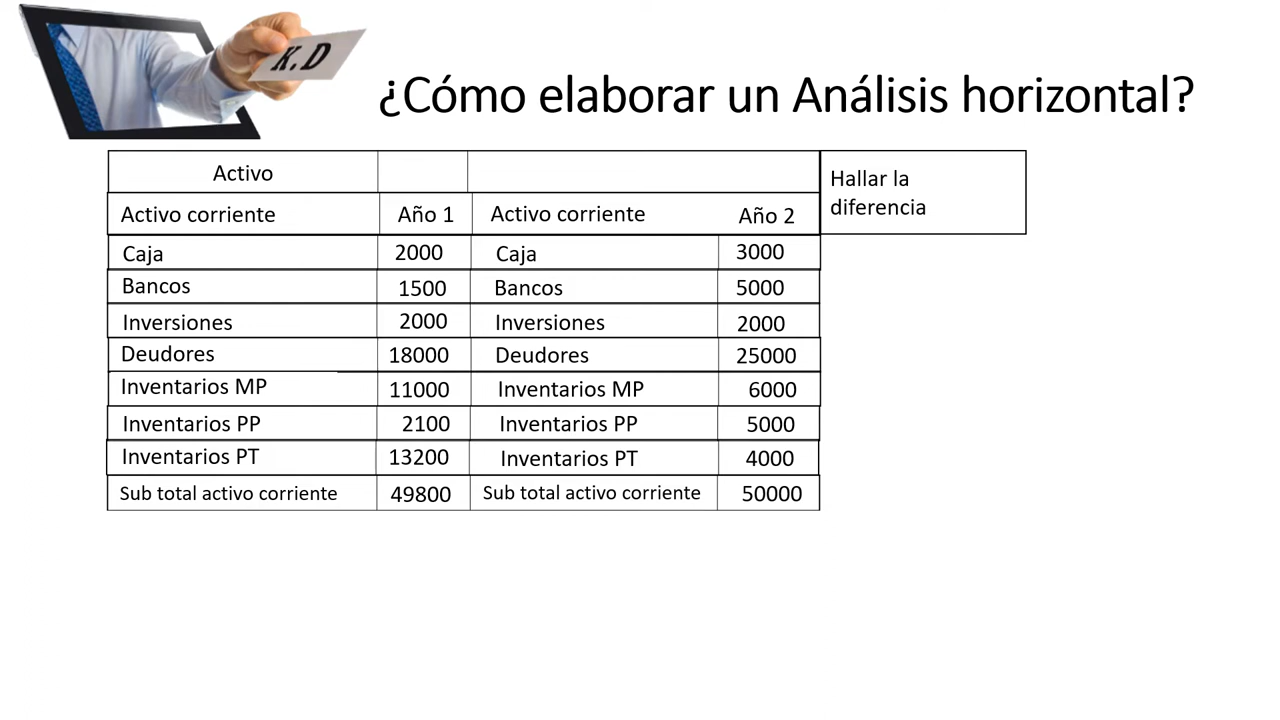 K.D
¿Cómo elaborar un Análisis horizontal?
Activo
Hallar la
diferencia
Activo corriente Año 1 Activo corriente Año 2
Caja 2000 Caja 3000
Bancos 1500 Bancos 5000
Inversiones 2000 Inversiones 2000
Deudores 18000 Deudores 25000
Inventarios MP 11000 Inventarios MP 6000
Inventarios PP 2100 Inventarios PP 5000
Inventarios PT 13200 Inventarios PT 4000
Sub total activo corriente 49800 Sub total activo corriente 50000